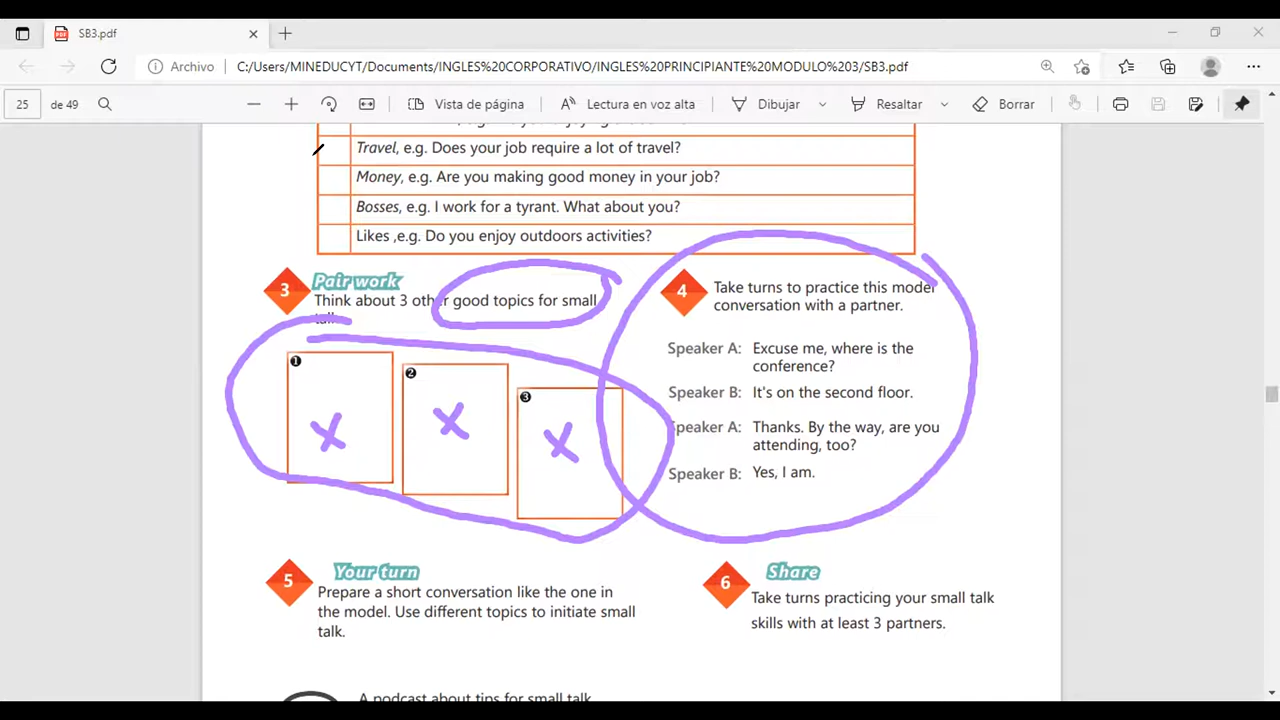 SB3.pdf
Archivo C:/Users/MINEDUCYT/Documents/INGLES%20CORPORATIVO/INGLES%20PRINCIPIANTE%20MODULO%203/SB3.pdf
25 de 49 Vista de página Lectura en voz alta Dibujar Resaltar Borrar
Travel, e.g. Does your job require a lot of travel?
Money, e.g. Are you making good money in your job?
Bosses, e.g. I work for a tyrant. What about you?
Likes ,e.g. Do you enjoy outdoors activities?
3 Pair work
Think about 3 other good topics for small
talk.
1
2
3
X X X
4 Take turns to practice this model
conversation with a partner.
Speaker A: Excuse me, where is the
conference?
Speaker B: It's on the second floor.
Speaker A: Thanks. By the way, are you
attending, too?
Speaker B: Yes, I am.
5 Your turn
Prepare a short conversation like the one in
the model. Use different topics to initiate small
talk.
6 Share
Take turns practicing your small talk
skills with at least 3 partners.
A podcast about tips for small talk